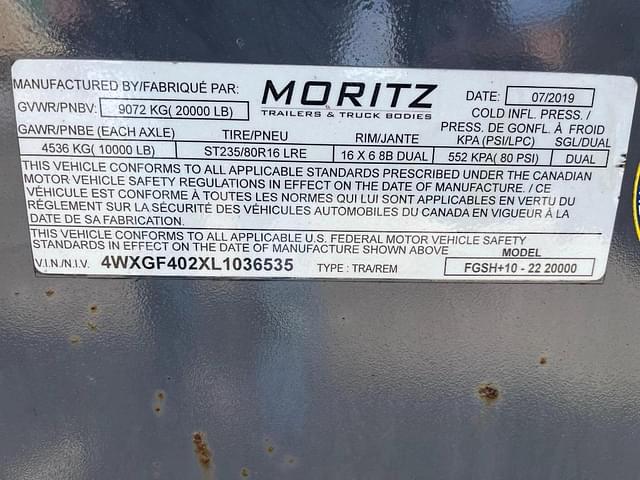 MANUFACTURED BY/FABRIQUÉ PAR: MORITZ DATE: 07/2019
TRAILERS & TRUCK BODIES
GVWR/PNBV: 9072 KG( 20000 LB) COLD INFL. PRESS./
PRESS. DE GONFL. À FROID
GAWR/PNBE (EACH AXLE) TIRE/PNEU RIM/JANTE KPA (PSI/LPC) SGL/DUAL
4536 KG( 10000 LB) ST235/80R16 LRE 16 X 6 8B DUAL 552 KPA( 80 PSI) DUAL
THIS VEHICLE CONFORMS TO ALL APPLICABLE STANDARDS PRESCRIBED UNDER THE CANADIAN
MOTOR VEHICLE SAFETY REGULATIONS IN EFFECT ON THE DATE OF MANUFACTURE. / CE
VÉHICULE EST CONFORME À TOUTES LES NORMES QUI LUI SONT APPLICABLES EN VERTU DU
RÉGLEMENT SUR LA SÉCURITÉ DES VÉHICULES AUTOMOBILES DU CANADA EN VIGUEUR À LA
DATE DE SA FABRICATION.
THIS VEHICLE CONFORMS TO ALL APPLICABLE U.S. FEDERAL MOTOR VEHICLE SAFETY
STANDARDS IN EFFECT ON THE DATE OF MANUFACTURE SHOWN ABOVE MODEL
V.I.N./N.I.V. 4WXGF402XL1036535 TYPE : TRA/REM FGSH+10 - 22 20000